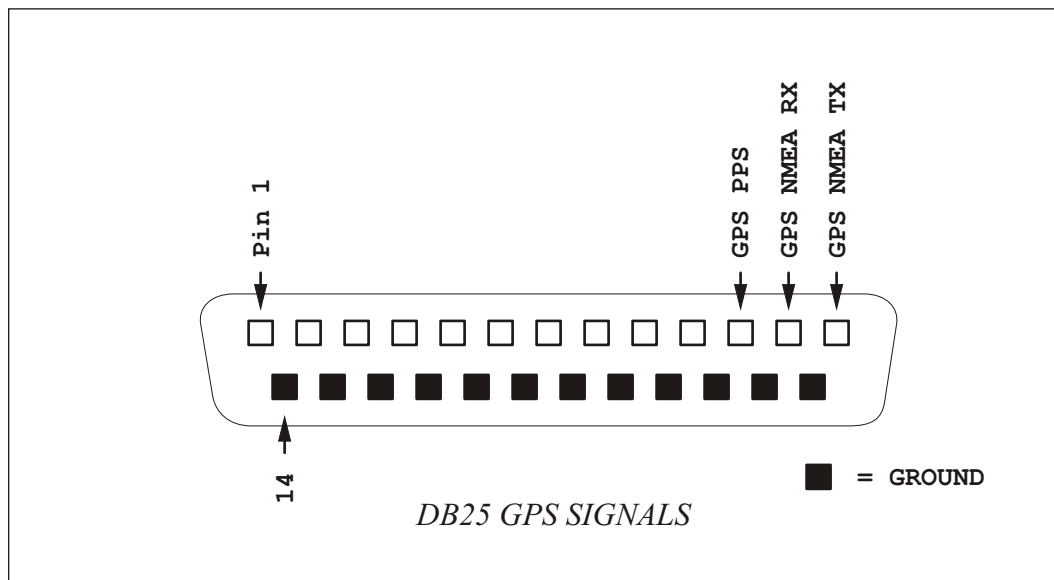 Pin 1
GPS PPS
GPS NMEA RX
GPS NMEA TX
14
= GROUND
DB25 GPS SIGNALS